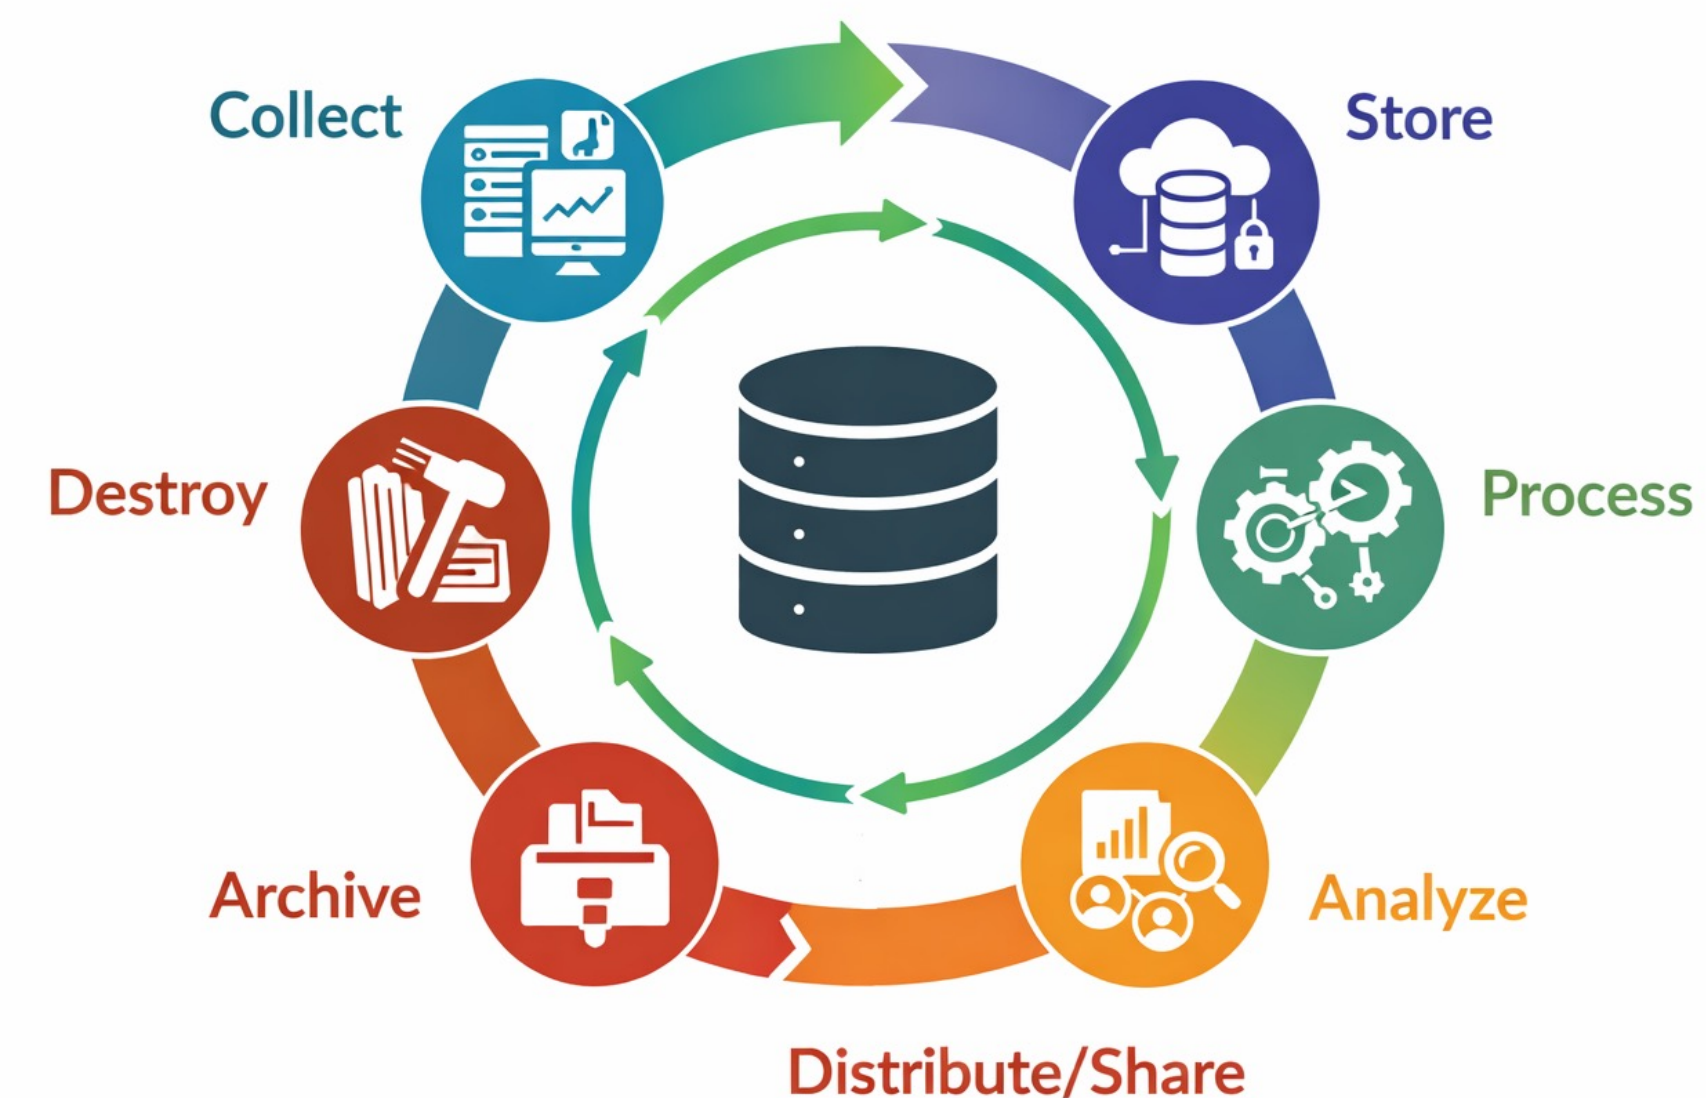 Collect
Store
Destroy
Process
Archive
Analyze
Distribute/Share